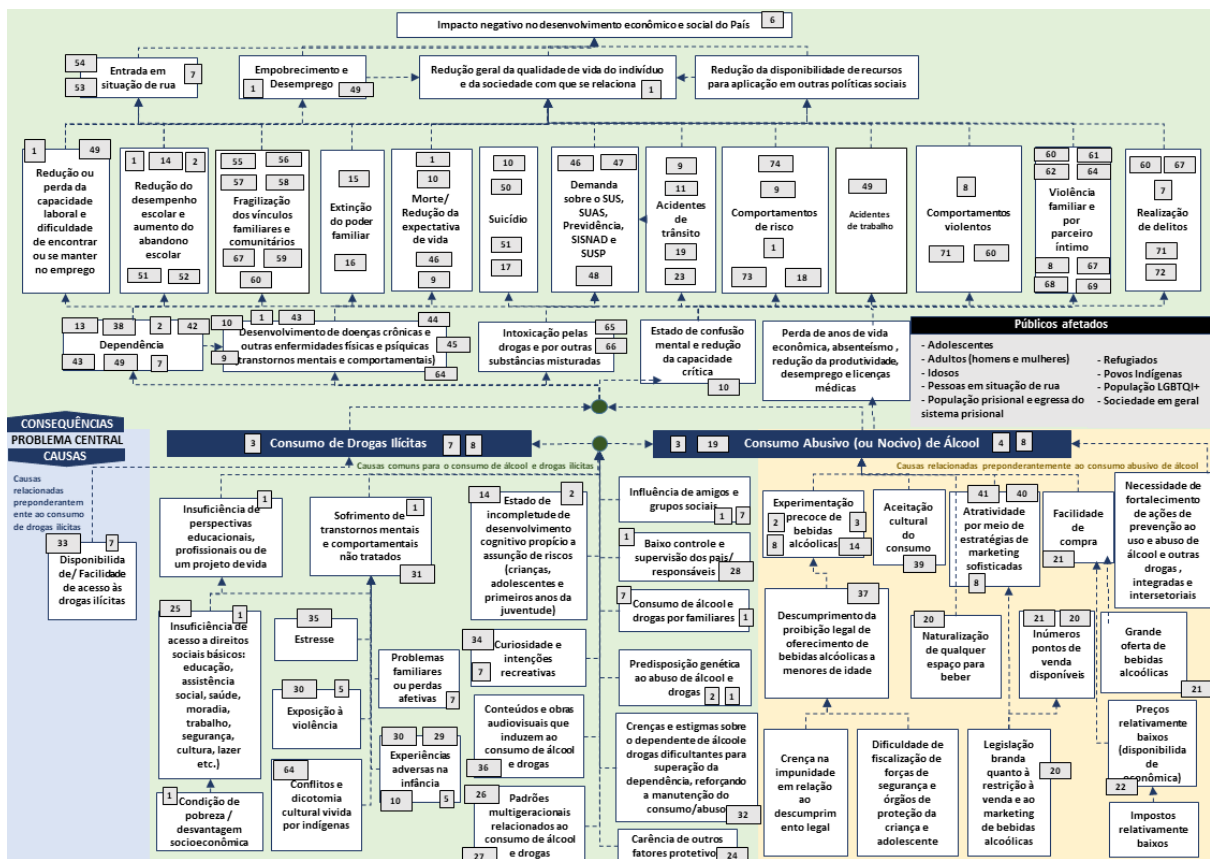 Impacto negativo no desenvolvimento econômico e social do País
6
54
53
Entrada em
situação de rua
7
Empobrecimento e
Desemprego
1
49
Redução geral da qualidade de vida do indivíduo
e da sociedade com que se relaciona
1
Redução da disponibilidade de recursos
para aplicação em outras políticas sociais
1
49
Redução ou
perda da
capacidade
laboral e
dificuldade
de encontrar
ou se manter
no emprego
1
14
2
Redução do
desempenho
escolar e
aumento do
abandono
escolar
51
52
55
56
57
58
Fragilização
dos vínculos
familiares e
comunitários
67
59
60
15
Extinção do
poder
familiar
16
1
10
Morte/
Redução da
expectativa
de vida
46
9
10
50
Suicídio
51
17
46
47
Demanda
sobre o SUS,
SUAS,
Previdência,
SISNAD e
SUSP
48
9
11
Acidentes
de
trânsito
19
23
74
9
Comportamentos
de risco
1
73
18
49
Acidentes
de trabalho
8
Comportamentos
violentos
71
60
60
61
62
64
Violência
familiar e
por
parceiro
íntimo
8
67
68
69
60
67
7
Realização
de delitos
71
72
13
38
2
42
Dependência
43
49
7
10
1
43
44
Desenvolvimento de doenças crônicas e
outras enfermidades físicas e psíquicas
(transtornos mentais e comportamentais)
9
45
64
Intoxicação pelas
drogas e por outras
substâncias misturadas
65
66
Estado de confusão
mental e redução
da capacidade
crítica
10
Perda de anos de vida
econômica, absenteísmo ,
redução da produtividade,
desemprego e licenças
médicas
Públicos afetados
- Adolescentes
- Adultos (homens e mulheres)
- Idosos
- Pessoas em situação de rua
- População prisional e egressa do
sistema prisional
- Refugiados
- Povos Indígenas
- População LGBTQI+
- Sociedade em geral
CONSEQUÊNCIAS
PROBLEMA CENTRAL
CAUSAS
3
Consumo de Drogas Ilícitas
7
8
3
19
Consumo Abusivo (ou Nocivo) de Álcool
4
8
Causas
relacionadas
preponderantem
ente ao consumo
de drogas ilícitas
Causas comuns para o consumo de álcool e drogas ilícitas
Causas relacionadas preponderantemente ao consumo abusivo de álcool
33
7
Disponibilida
de/ Facilidade
de acesso às
drogas ilícitas
1
Insuficiência de
perspectivas
educacionais,
profissionais ou de
um projeto de vida
1
Sofrimento de
transtornos mentais
e comportamentais
não tratados
31
14
2
Estado de
incompletude de
desenvolvimento
cognitivo propício a
assunção de riscos
(crianças,
adolescentes e
primeiros anos da
juventude)
Influência de amigos e
grupos sociais
1
7
1
Baixo controle e
supervisão dos pais/
responsáveis
28
7
Consumo de álcool e
drogas por familiares
1
Predisposição genética
ao abuso de álcool e
drogas
2
1
Crenças e estigmas sobre
o dependente de álcool e
drogas dificultantes para
superação da
dependência, reforçando
a manutenção do
consumo/abuso
32
Carência de outros
fatores protetivo
24
25
1
Insuficiência de
acesso a direitos
sociais básicos:
educação,
assistência
social, saúde,
moradia,
trabalho,
segurança,
cultura, lazer
etc.)
1
Condição de
pobreza /
desvantagem
socioeconômica
35
Estresse
30
5
Exposição à
violência
64
Conflitos e
dicotomia
cultural vivida
por indígenas
Problemas
familiares
ou perdas
afetivas
7
30
29
Experiências
adversas na
infância
10
5
34
Curiosidade e
intenções
recreativas
7
Conteúdos e obras
audiovisuais que
induzem ao
consumo de álcool
e drogas
36
26
Padrões
multigeracionais
relacionados ao
consumo de álcool
e drogas
27
Experimentação
precoce de
bebidas
alcóolicas
2
3
8
14
Aceitação
cultural
do
consumo
39
41
40
Atratividade
por meio de
estratégias de
marketing
sofisticadas
8
Facilidade
de
compra
21
Necessidade de
fortalecimento
de ações de
prevenção ao
uso e abuso de
álcool e outras
drogas ,
integradas e
intersetoriais
37
Descumprimento da
proibição legal de
oferecimento de
bebidas alcóolicas a
menores de idade
20
Naturalização
de qualquer
espaço para
beber
21
20
Inúmeros
pontos de
venda
disponíveis
Grande
oferta de
bebidas
alcoólicas
21
Crença na
impunidade
em relação
ao
descumprim
ento legal
Dificuldade de
fiscalização de
forças de
segurança e
órgãos de
proteção da
criança e
adolescente
Legislação
branda
quanto à
restrição à
venda e ao
marketing
de bebidas
alcoólicas
20
Preços
relativamente
baixos
(disponibilida
de
econômica)
22
Impostos
relativamente
baixos